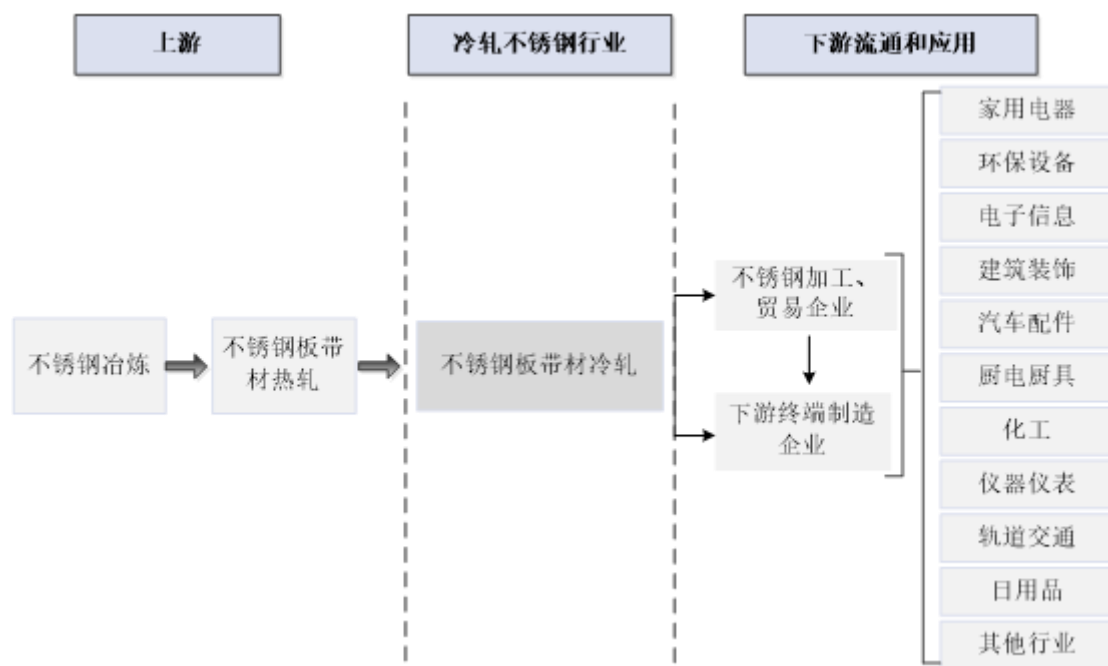 上游
冷轧不锈钢行业
下游流通和应用
不锈钢冶炼
不锈钢板带
材热轧
不锈钢板带材冷轧
不锈钢加工、
贸易企业
下游终端制造
企业
家用电器
环保设备
电子信息
建筑装饰
汽车配件
厨电厨具
化工
仪器仪表
轨道交通
日用品
其他行业